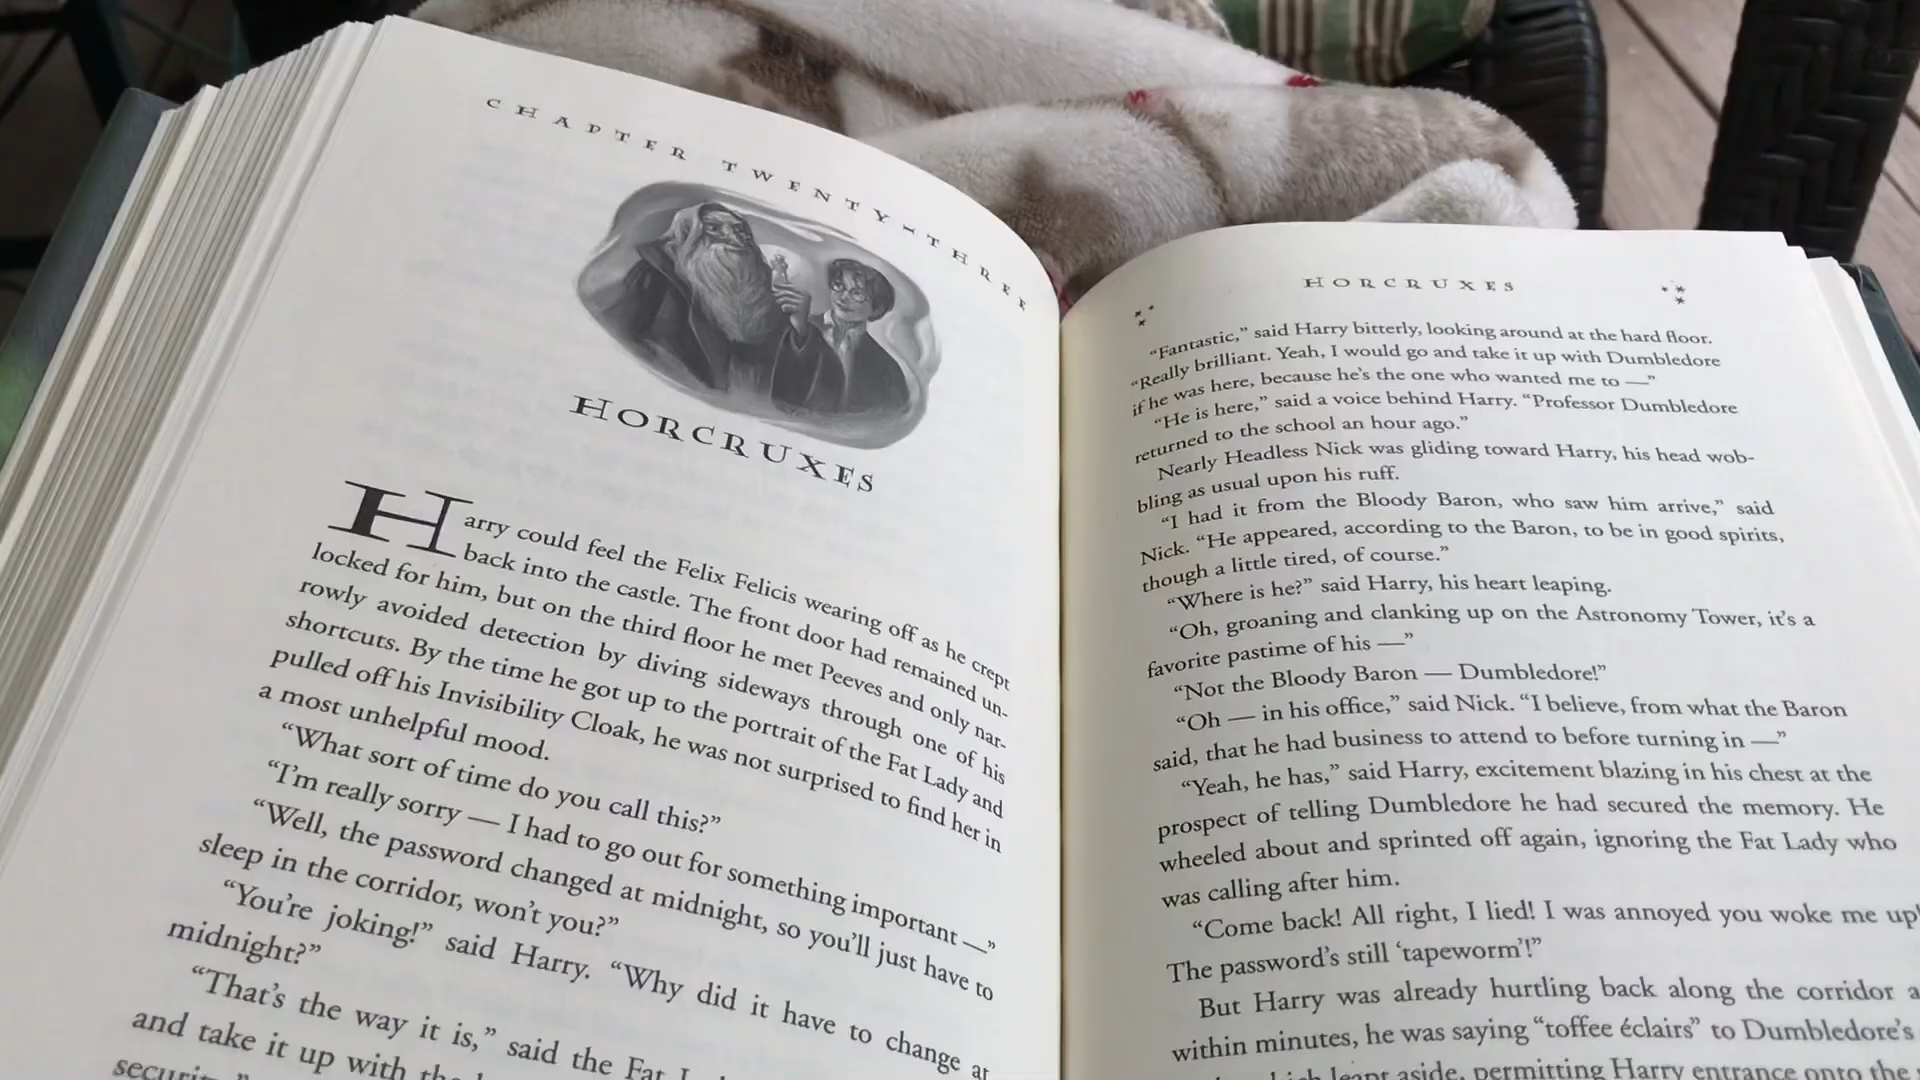 CHAPTER TWENTY-THREE
HORCRUXES
Harry could feel the Felix Felicis wearing off as he crept
back into the castle. The front door had remained un-
locked for him, but on the third floor he met Peeves and only nar-
rowly avoided detection by diving sideways through one of his
shortcuts. By the time he got up to the portrait of the Fat Lady and
pulled off his Invisibility Cloak, he was not surprised to find her in
a most unhelpful mood.
“What sort of time do you call this?”
“I’m really sorry — I had to go out for something important —”
“Well, the password changed at midnight, so you’ll just have to
sleep in the corridor, won’t you?”
“You’re joking!” said Harry. “Why did it have to change at
midnight?”
“That’s the way it is,” said the Fat
and take it up with the
HORCRUXES
“Fantastic,” said Harry bitterly, looking around at the hard floor.
“Really brilliant. Yeah, I would go and take it up with Dumbledore
if he was here, because he’s the one who wanted me to —”
“He is here,” said a voice behind Harry. “Professor Dumbledore
returned to the school an hour ago.”
Nearly Headless Nick was gliding toward Harry, his head wob-
bling as usual upon his ruff.
“I had it from the Bloody Baron, who saw him arrive,” said
Nick. “He appeared, according to the Baron, to be in good spirits,
though a little tired, of course.”
“Where is he?” said Harry, his heart leaping.
“Oh, groaning and clanking up on the Astronomy Tower, it’s a
favorite pastime of his —”
“Not the Bloody Baron — Dumbledore!”
“Oh — in his office,” said Nick. “I believe, from what the Baron
said, that he had business to attend to before turning in —”
“Yeah, he has,” said Harry, excitement blazing in his chest at the
prospect of telling Dumbledore he had secured the memory. He
wheeled about and sprinted off again, ignoring the Fat Lady who
was calling after him.
“Come back! All right, I lied! I was annoyed you woke me up!
The password’s still ‘tapeworm’!”
But Harry was already hurtling back along the corridor a
within minutes, he was saying “toffee éclairs” to Dumbledore’s
leapt aside, permitting Harry entrance onto the